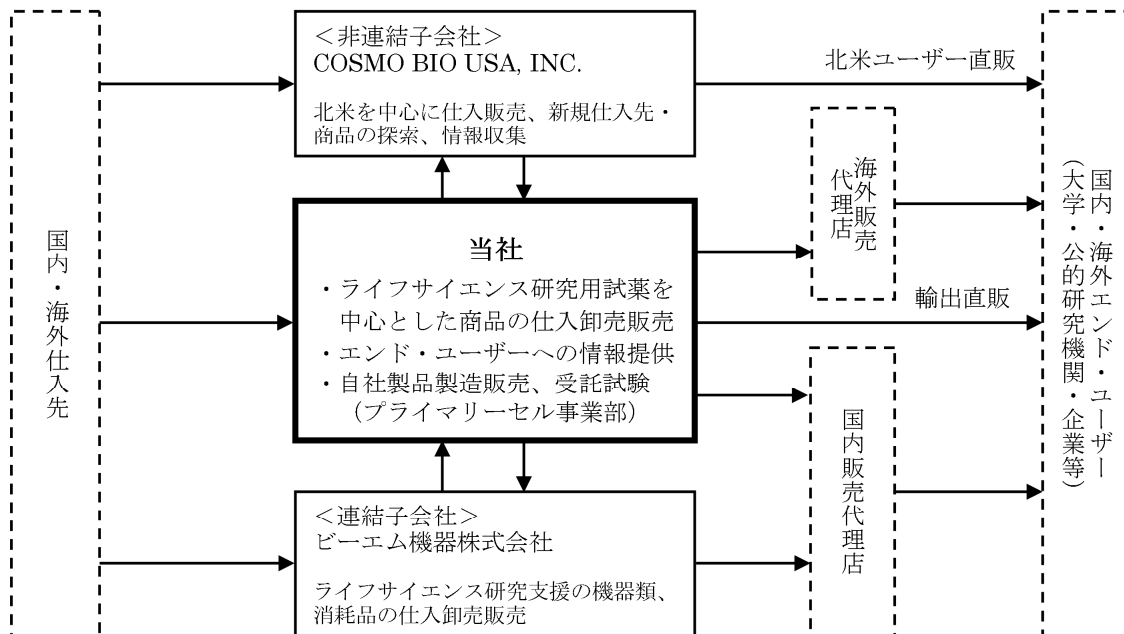 国内・海外仕入先
＜非連結子会社＞
COSMO BIO USA, INC.
北米を中心に仕入販売、新規仕入先・
商品の探索、情報収集
当社
・ライフサイエンス研究用試薬を
中心とした商品の仕入卸売販売
・エンド・ユーザーへの情報提供
・自社製品製造販売、受託試験
（プライマリーセル事業部）
＜連結子会社＞
ビーエム機器株式会社
ライフサイエンス研究支援の機器類、
消耗品の仕入卸売販売
北米ユーザー直販
海外販売
代理店
輸出直販
国内販売代理店
国内・海外エンド・ユーザー
（大学・公的研究機関・企業等）